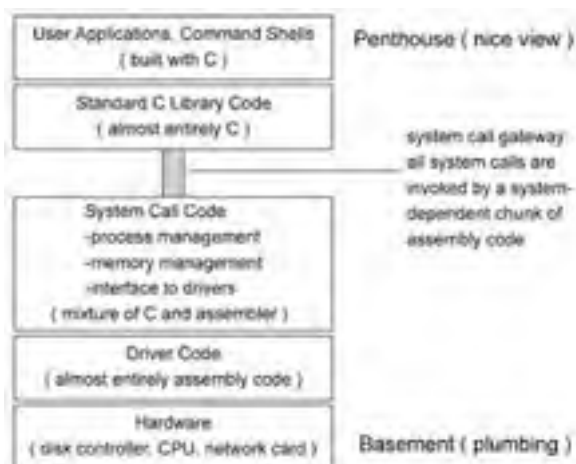 User Applications, Command Shells
( built with C )
Penthouse ( nice view )
Standard C Library Code
( almost entirely C )
system call gateway
all system calls are
invoked by a system-
dependent chunk of
assembly code
System Call Code
-process management
-memory management
-interface to drivers
( mixture of C and assembler )
Driver Code
( almost entirely assembly code )
Hardware
( disk controller, CPU, network card )
Basement ( plumbing )